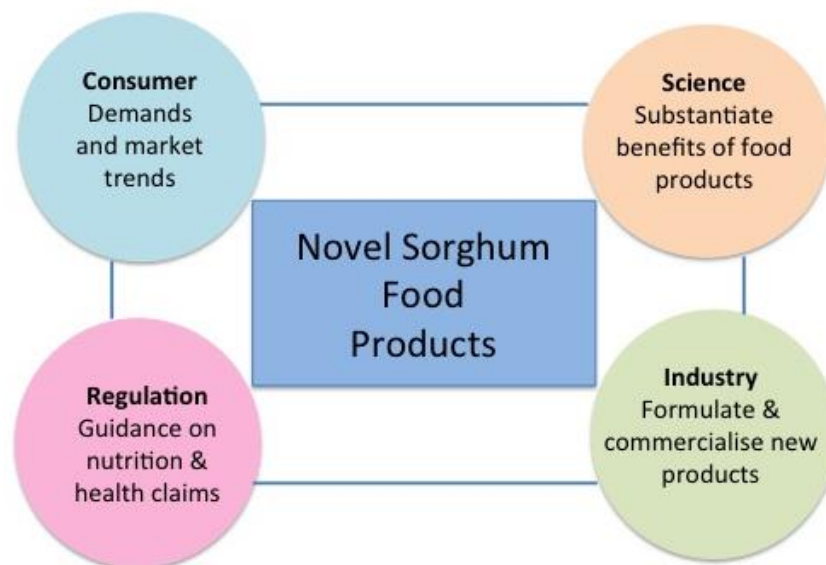 Consumer
Demands
and market
trends
Science
Substantiate
benefits of food
products
Novel Sorghum
Food
Products
Regulation
Guidance on
nutrition &
health claims
Industry
Formulate &
commercialise new
products